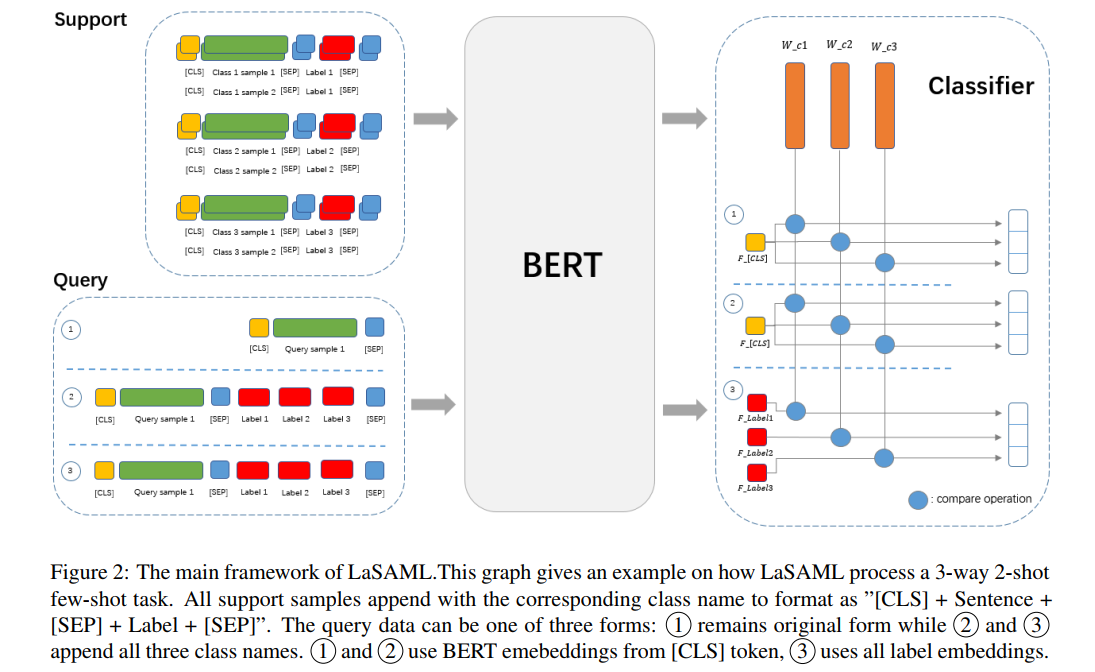 Support
[CLS] Class 1 sample 1 [SEP] Label 1 [SEP]
[CLS] Class 1 sample 2 [SEP] Label 1 [SEP]
[CLS] Class 2 sample 1 [SEP] Label 2 [SEP]
[CLS] Class 2 sample 2 [SEP] Label 2 [SEP]
[CLS] Class 3 sample 1 [SEP] Label 3 [SEP]
[CLS] Class 3 sample 2 [SEP] Label 3 [SEP]
Query
1
[CLS] Query sample 1 [SEP]
2
[CLS] Query sample 1 [SEP] Label 1 Label 2 Label 3 [SEP]
3
[CLS] Query sample 1 [SEP] Label 1 Label 2 Label 3 [SEP]
BERT
W_c1 W_c2 W_c3
Classifier
1
F_[CLS]
2
F_[CLS]
3
F_Label1
F_Label2
F_Label3
: compare operation
Figure 2: The main framework of LaSAML.This graph gives an example on how LaSAML process a 3-way 2-shot
few-shot task. All support samples append with the corresponding class name to format as ”[CLS] + Sentence +
[SEP] + Label + [SEP]”. The query data can be one of three forms: ① remains original form while ② and ③
append all three class names. ① and ② use BERT emebeddings from [CLS] token, ③ uses all label embeddings.